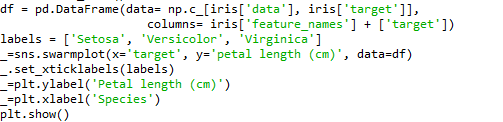 df = pd.DataFrame(data= np.c_[iris['data'], iris['target']],
columns= iris['feature_names'] + ['target'])
labels = ['Setosa', 'Versicolor', 'Virginica']
_=sns.swarmplot(x='target', y='petal length (cm)', data=df)
_.set_xticklabels(labels)
_=plt.ylabel('Petal length (cm)')
_=plt.xlabel('Species')
plt.show()